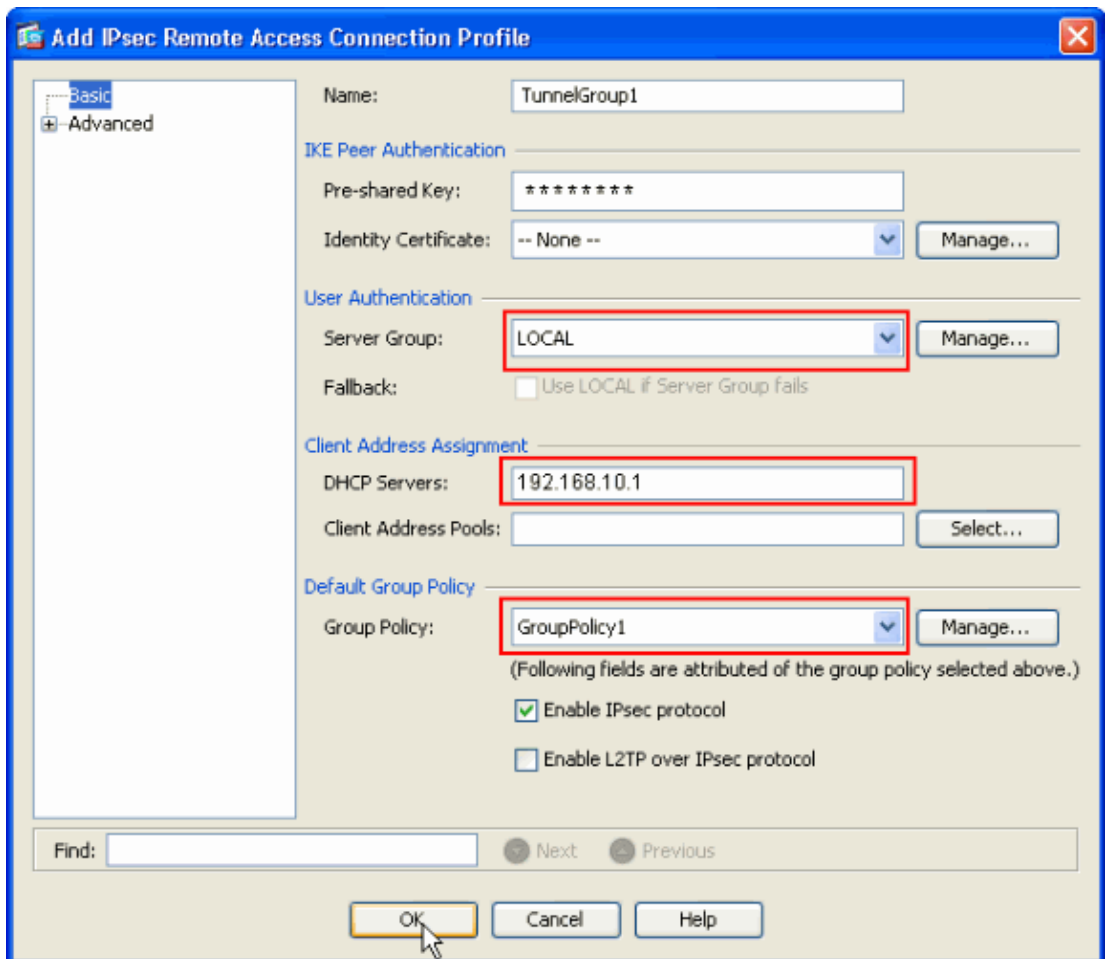 Add IPsec Remote Access Connection Profile
Basic
Advanced
Name: TunnelGroup1
IKE Peer Authentication
Pre-shared Key: ********
Identity Certificate: -- None -- Manage...
User Authentication
Server Group: LOCAL Manage...
Fallback: Use LOCAL if Server Group fails
Client Address Assignment
DHCP Servers: 192.168.10.1
Client Address Pools: Select...
Default Group Policy
Group Policy: GroupPolicy1 Manage...
(Following fields are attributed of the group policy selected above.)
Enable IPsec protocol
Enable L2TP over IPsec protocol
Find: Next Previous
OK Cancel Help